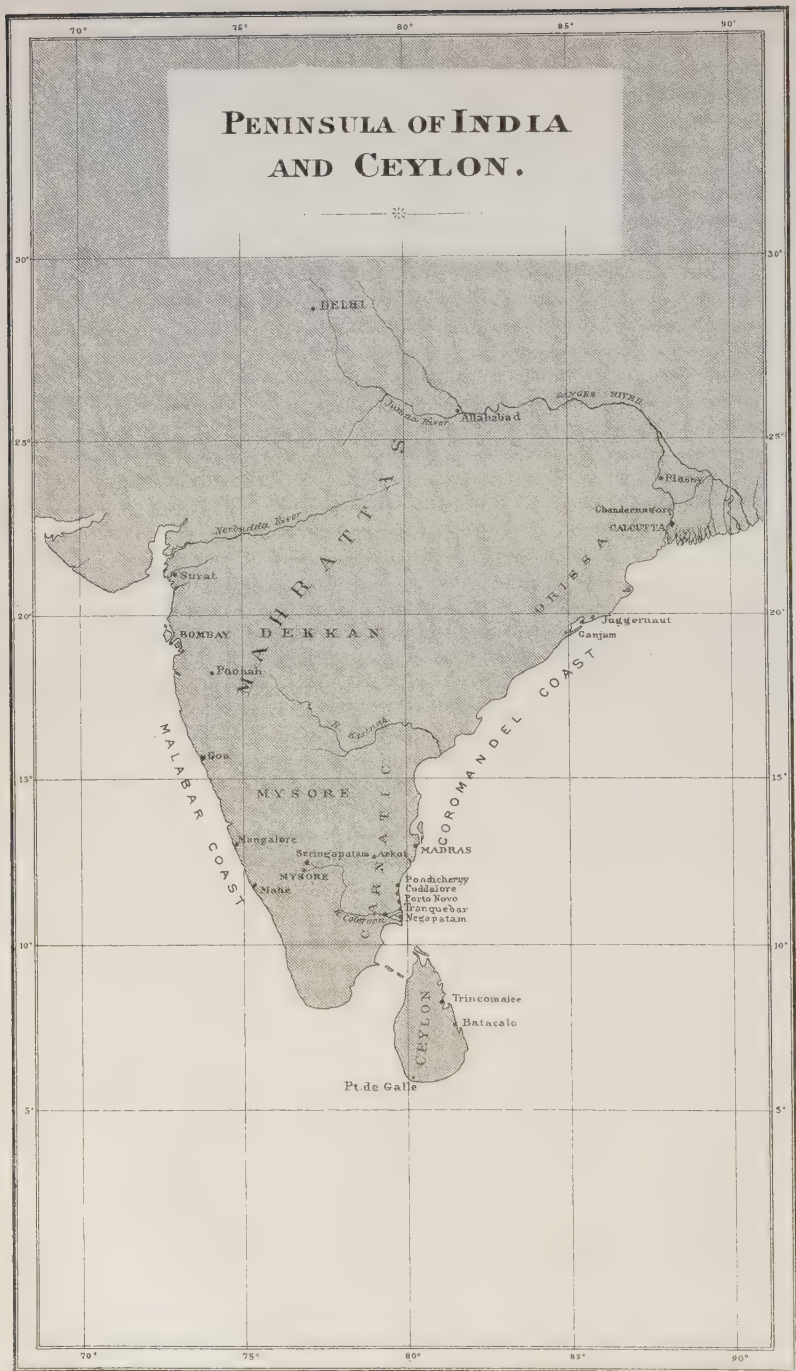 70°
75°
80°
85°
90°
PENINSULA OF INDIA
AND CEYLON.
30°
30°
DELHI
Jumna River
Allahabad
GANGES RIVER
25°
25°
Plassy
Chandernagore
CALCUTTA
Nerbudda River
MAHRATTAS
Surat
ORISSA
20°
20°
Juggernaut
Ganjam
BOMBAY
DEKKAN
Poonah
R. Kistnah
COROMANDEL COAST
MALABAR COAST
Goa
15°
15°
MYSORE
CARNATIC
Mangalore
Seringapatam
Arkot
MADRAS
MYSORE
Mahé
Pondicherry
Cuddalore
Porto Novo
Tranquebar
R. Coleroon
Negapatam
10°
10°
CEYLON
Trincomalee
Batacalo
Pt. de Galle
5°
5°
70°
75°
80°
85°
90°